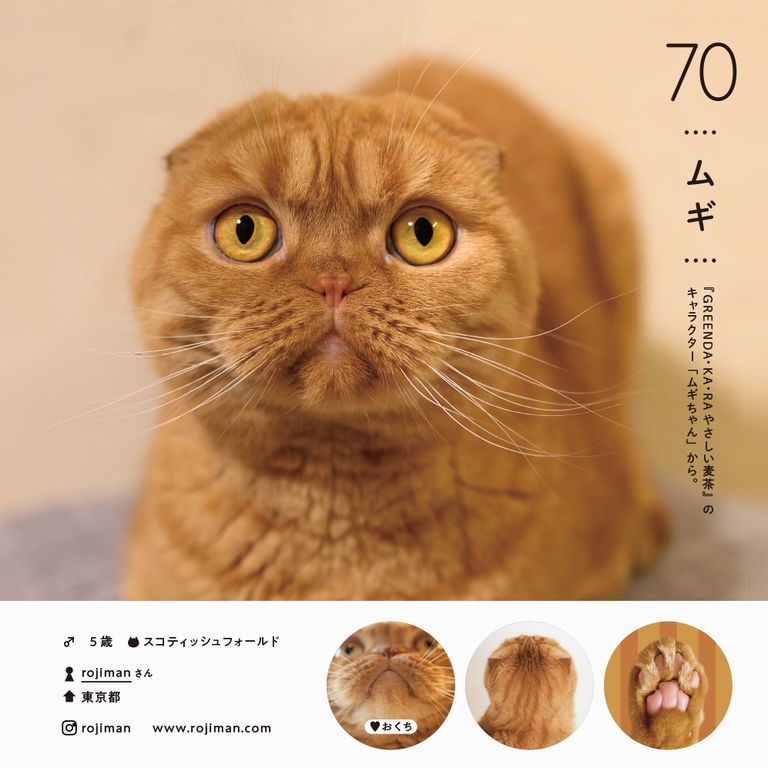 70
ムギ
『GREEN DA・KA・RA やさしい麦茶』の
キャラクター「ムギちゃん」から。
♂ 5歳 スコティッシュフォールド
rojimanさん
東京都
rojiman www.rojiman.com
♥おくち